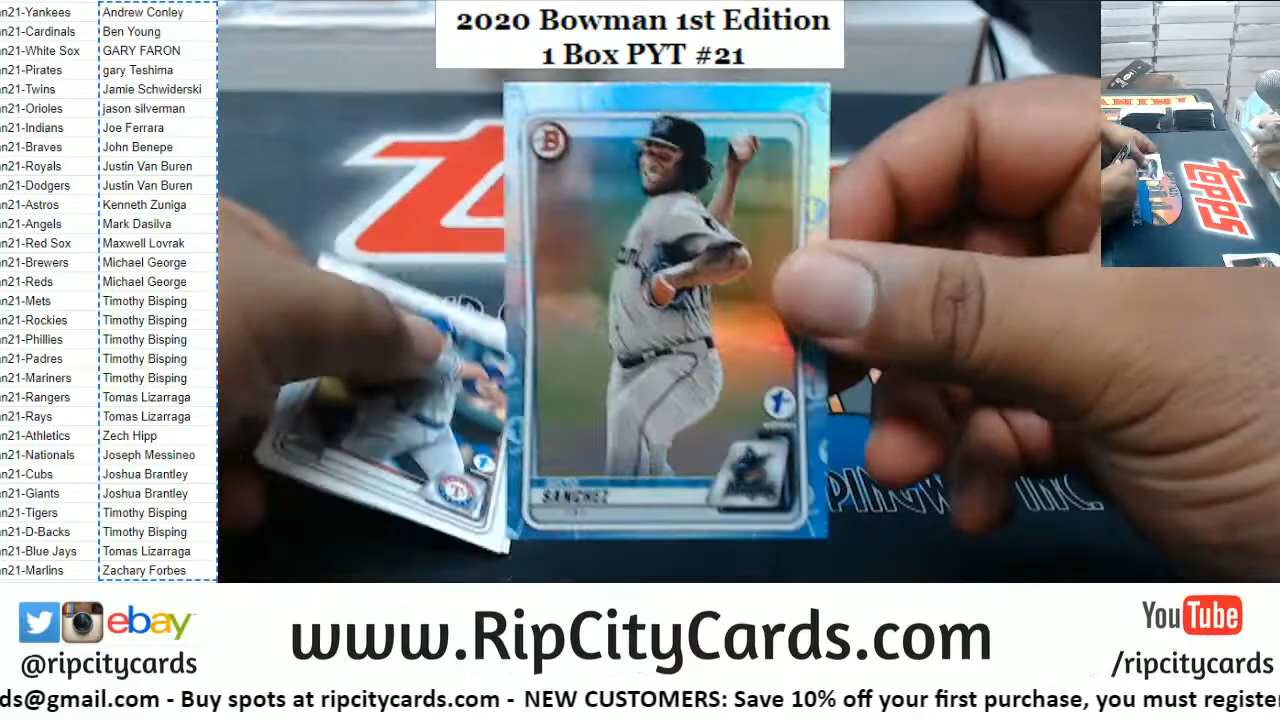 2020 Bowman 1st Edition
1 Box PYT #21
n21-Yankees Andrew Conley
n21-Cardinals Ben Young
n21-White Sox GARY FARON
n21-Pirates gary Teshima
n21-Twins Jamie Schwiderski
n21-Orioles jason silverman
n21-Indians Joe Ferrara
n21-Braves John Benepe
n21-Royals Justin Van Buren
n21-Dodgers Justin Van Buren
n21-Astros Kenneth Zuniga
n21-Angels Mark Dasilva
n21-Red Sox Maxwell Lovrak
n21-Brewers Michael George
n21-Reds Michael George
n21-Mets Timothy Bisping
n21-Rockies Timothy Bisping
n21-Phillies Timothy Bisping
n21-Padres Timothy Bisping
n21-Mariners Timothy Bisping
n21-Rangers Tomas Lizarraga
n21-Rays Tomas Lizarraga
n21-Athletics Zech Hipp
n21-Nationals Joseph Messineo
n21-Cubs Joshua Brantley
n21-Giants Joshua Brantley
n21-Tigers Timothy Bisping
n21-D-Backs Timothy Bisping
n21-Blue Jays Tomas Lizarraga
n21-Marlins Zachary Forbes
B
SANCHEZ
T
topps
INC
ebay
@ripcitycards
www.RipCityCards.com
YouTube
/ripcitycards
ds@gmail.com - Buy spots at ripcitycards.com - NEW CUSTOMERS: Save 10% off your first purchase, you must register